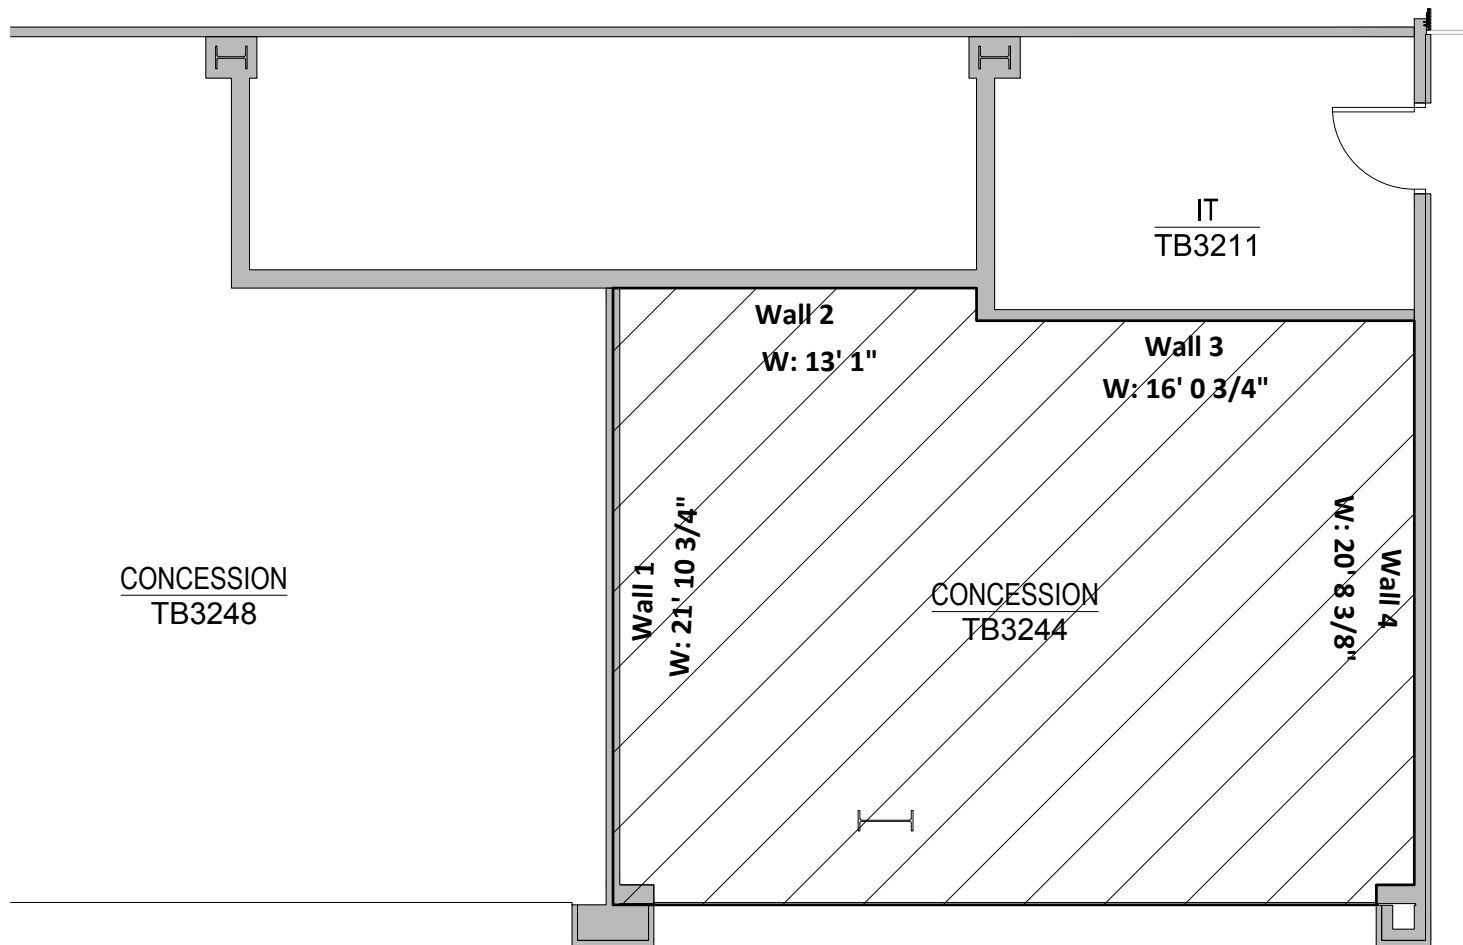 IT
TB3211
Wall 2
W: 13' 1"
Wall 3
W: 16' 0 3/4"
Wall 1
W: 21' 10 3/4"
Wall 4
W: 20' 8 3/8"
CONCESSION
TB3248
CONCESSION
TB3244